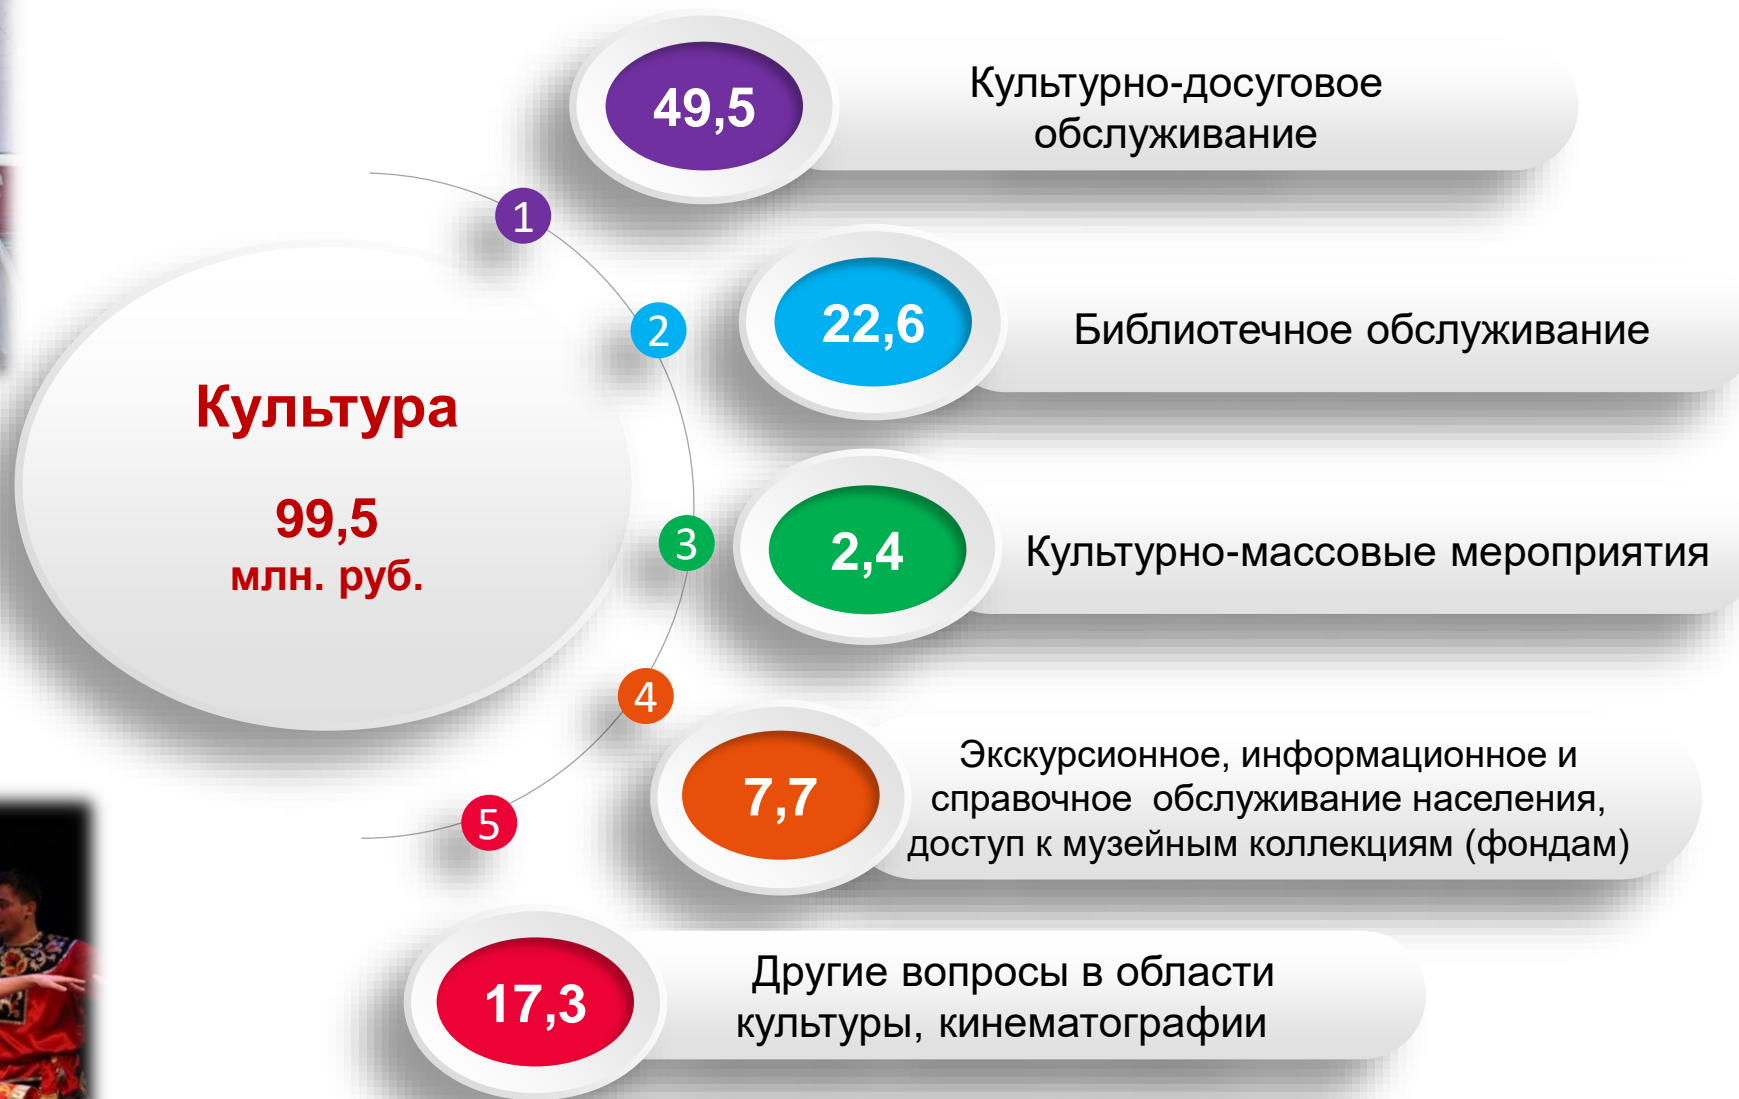 Культура
99,5
млн. руб.
1
49,5
Культурно-досуговое
обслуживание
2
22,6
Библиотечное обслуживание
3
2,4
Культурно-массовые мероприятия
4
7,7
Экскурсионное, информационное и
справочное обслуживание населения,
доступ к музейным коллекциям (фондам)
5
17,3
Другие вопросы в области
культуры, кинематографии